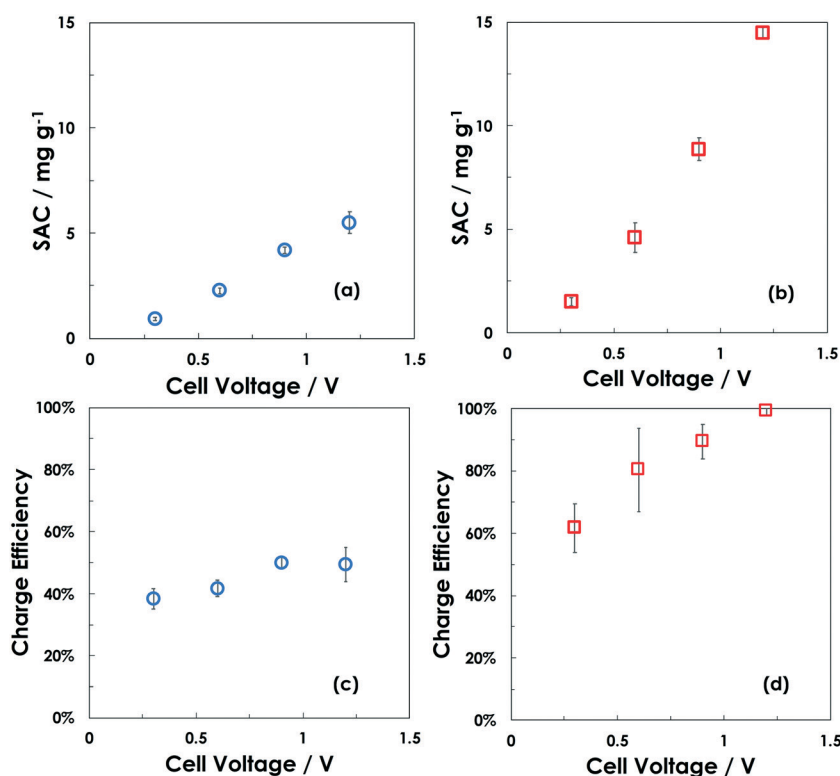 15
10
5
0
SAC / mg g-1
(a)
0 0.5 1 1.5
Cell Voltage / V
15
10
5
0
SAC / mg g-1
(b)
0 0.5 1 1.5
Cell Voltage / V
100%
80%
60%
40%
20%
0%
Charge Efficiency
(c)
0 0.5 1 1.5
Cell Voltage / V
100%
80%
60%
40%
20%
0%
Charge Efficiency
(d)
0 0.5 1 1.5
Cell Voltage / V